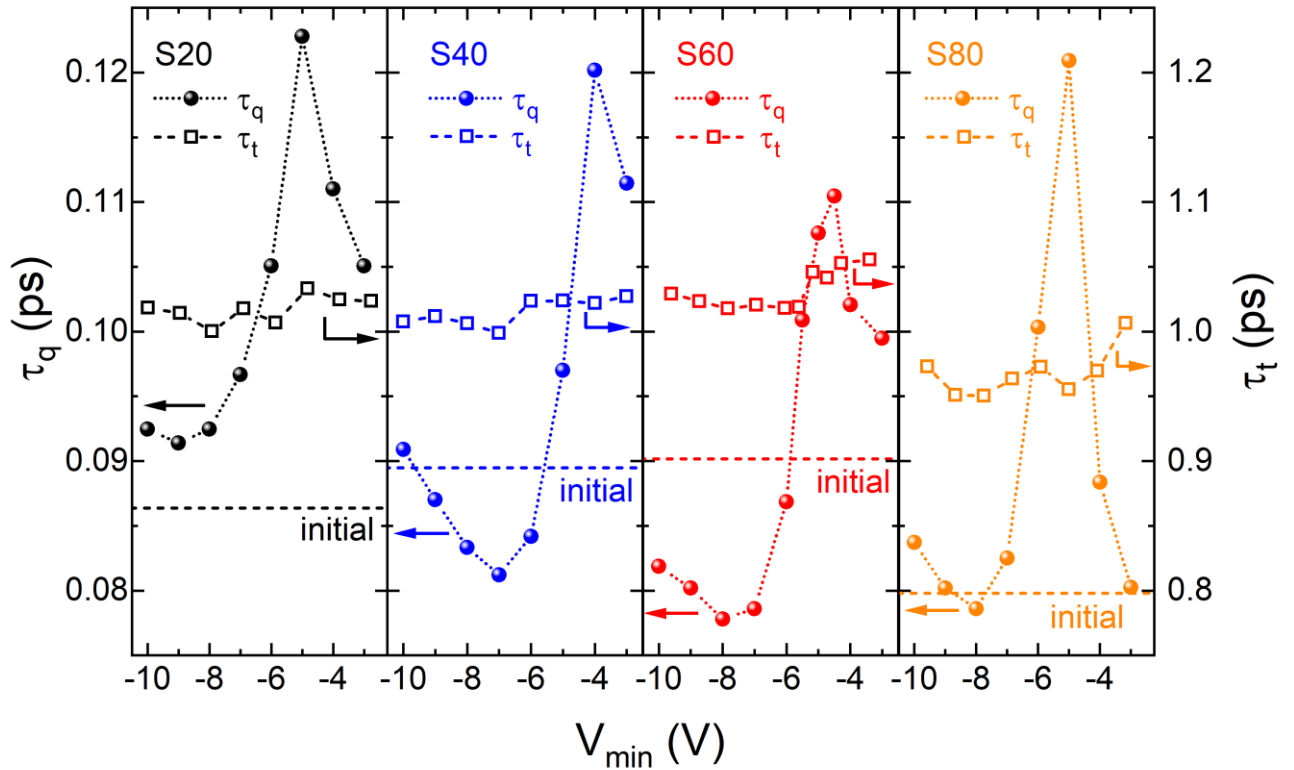 S20
τq
τt
initial
S40
τq
τt
initial
S60
τq
τt
initial
S80
τq
τt
initial
0.12
0.11
0.10
0.09
0.08
τq (ps)
1.2
1.1
1.0
0.9
0.8
τt (ps)
-10 -8 -6 -4 -10 -8 -6 -4 -10 -8 -6 -4 -10 -8 -6 -4
Vmin (V)